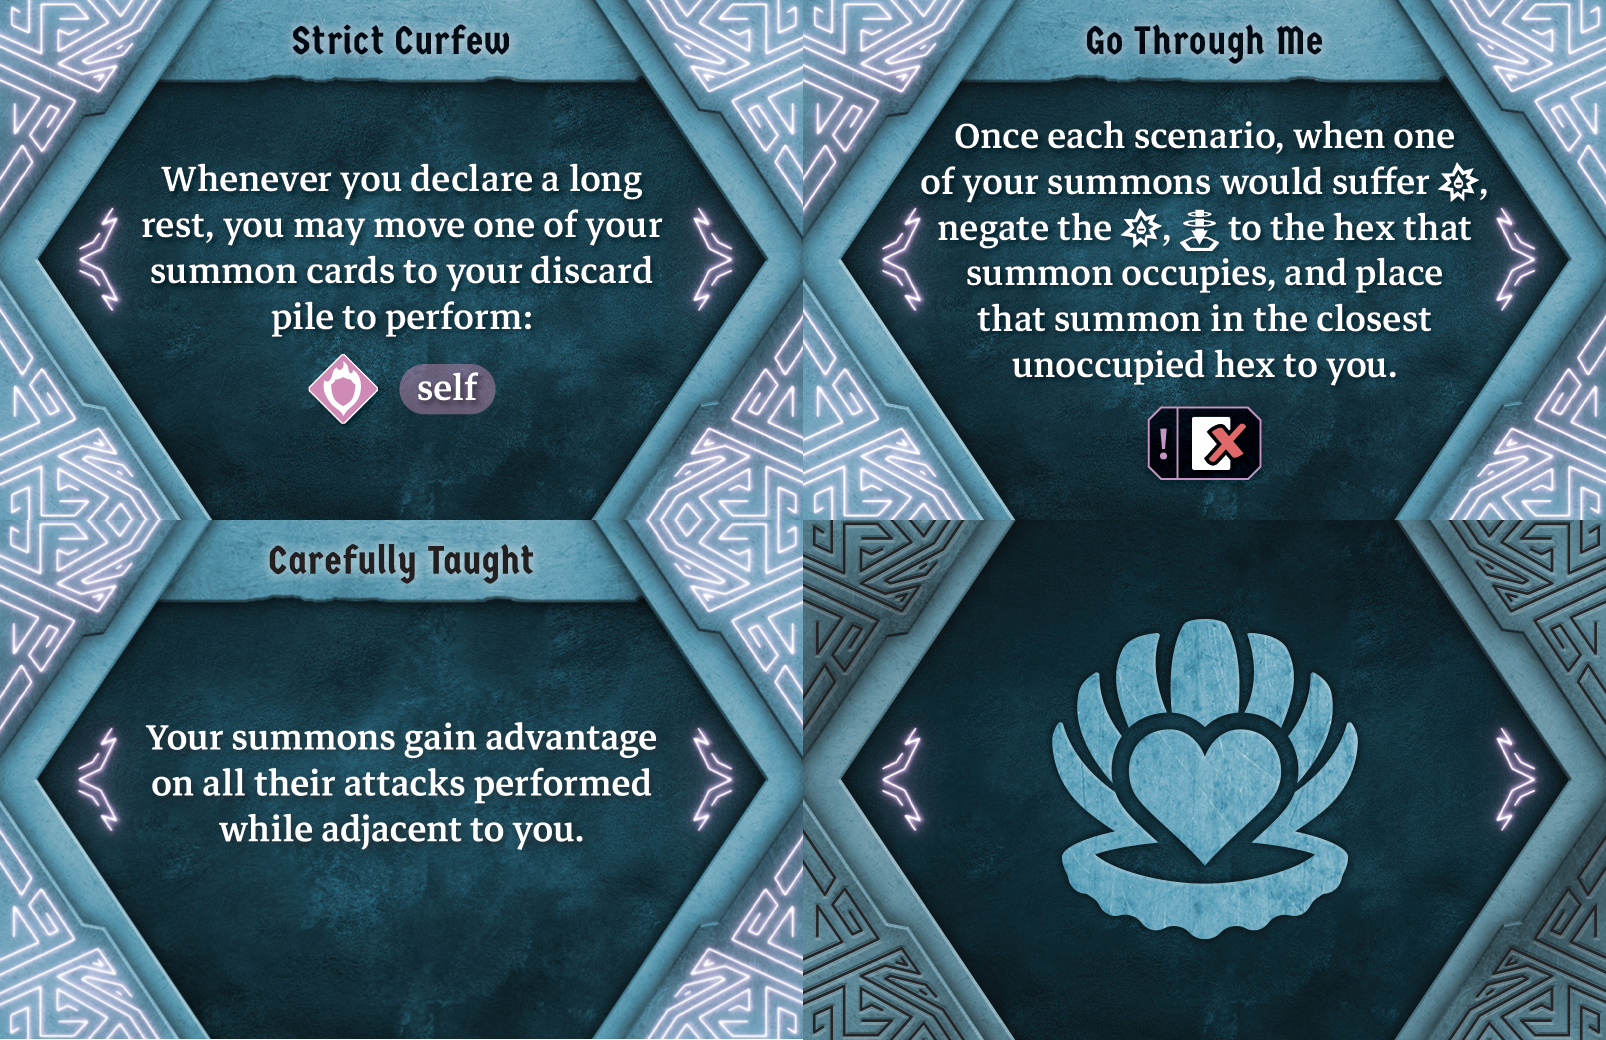 Strict Curfew
Whenever you declare a long
rest, you may move one of your
summon cards to your discard
pile to perform:
self
Go Through Me
Once each scenario, when one
of your summons would suffer ,
negate the , to the hex that
summon occupies, and place
that summon in the closest
unoccupied hex to you.
!
Carefully Taught
Your summons gain advantage
on all their attacks performed
while adjacent to you.